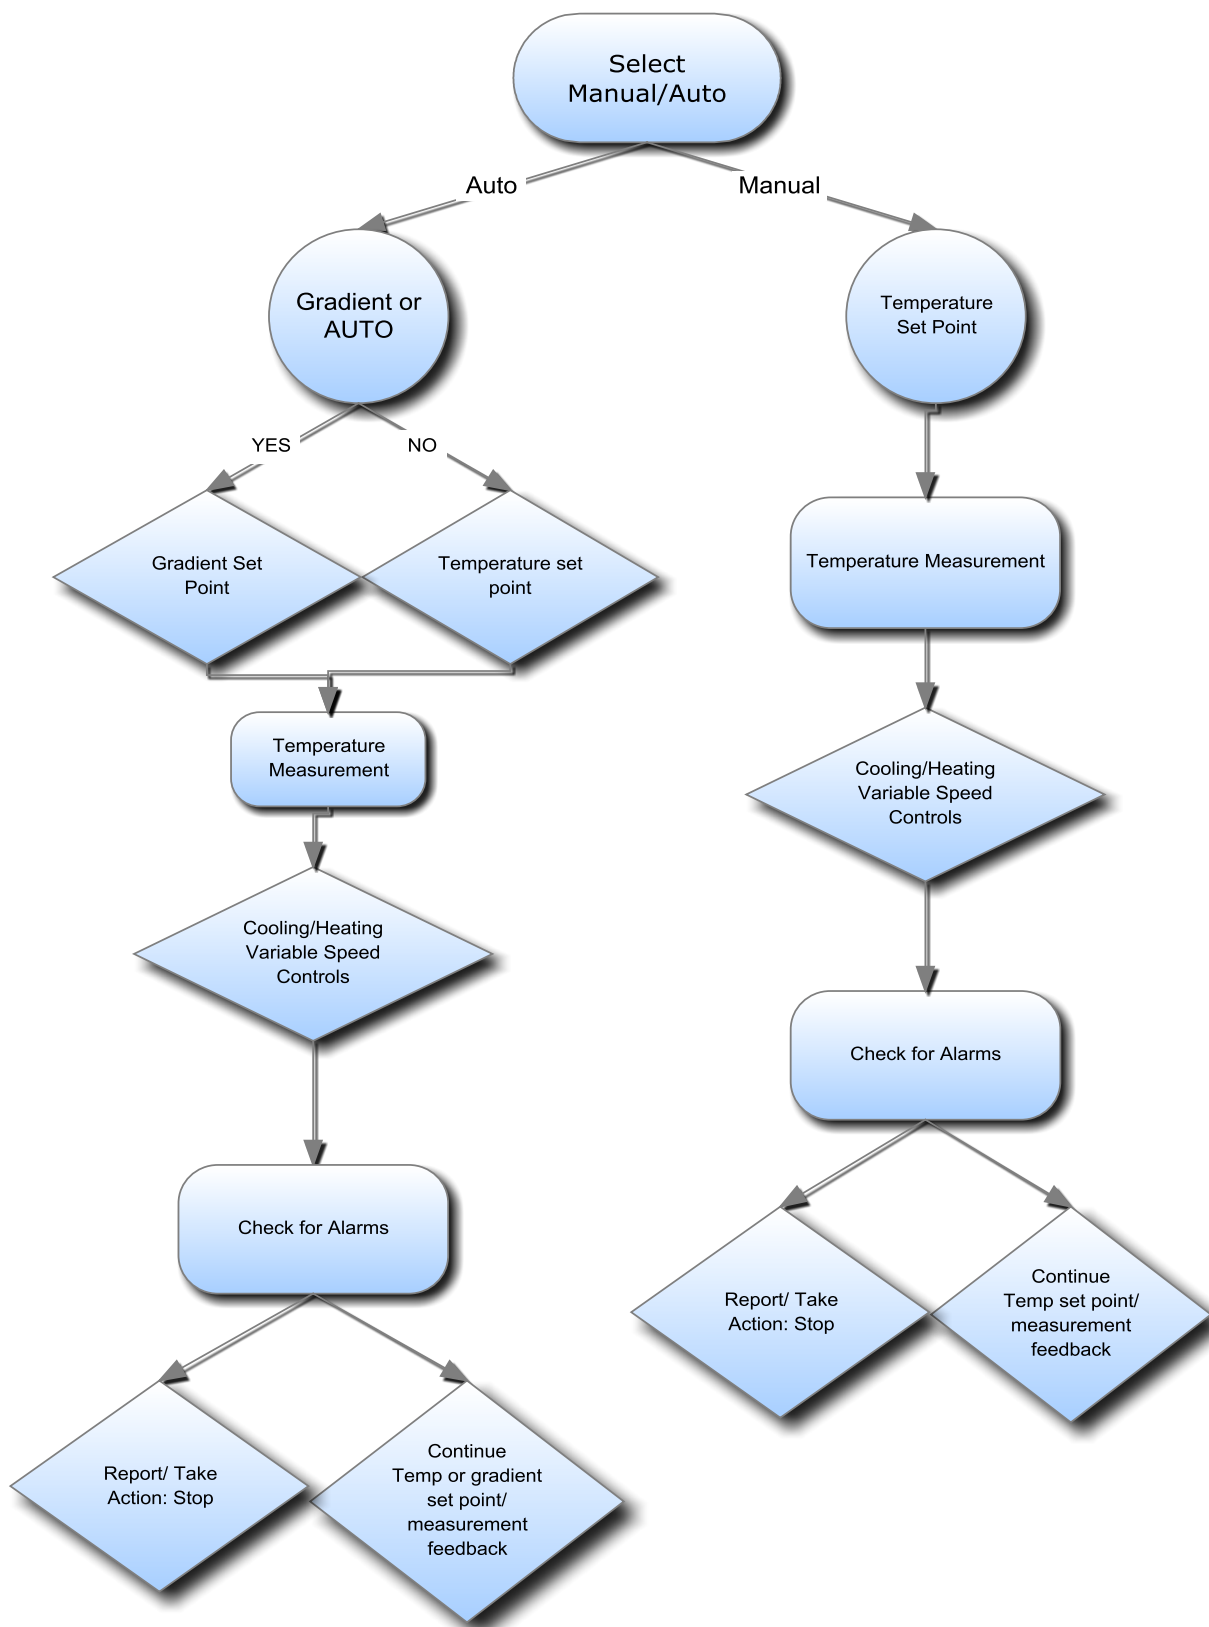 Select
Manual/Auto
Auto
Manual
Gradient or
AUTO
Temperature
Set Point
YES
NO
Gradient Set
Point
Temperature set
point
Temperature Measurement
Temperature
Measurement
Cooling/Heating
Variable Speed
Controls
Cooling/Heating
Variable Speed
Controls
Check for Alarms
Check for Alarms
Report/ Take
Action: Stop
Continue
Temp set point/
measurement
feedback
Report/ Take
Action: Stop
Continue
Temp or gradient
set point/
measurement
feedback